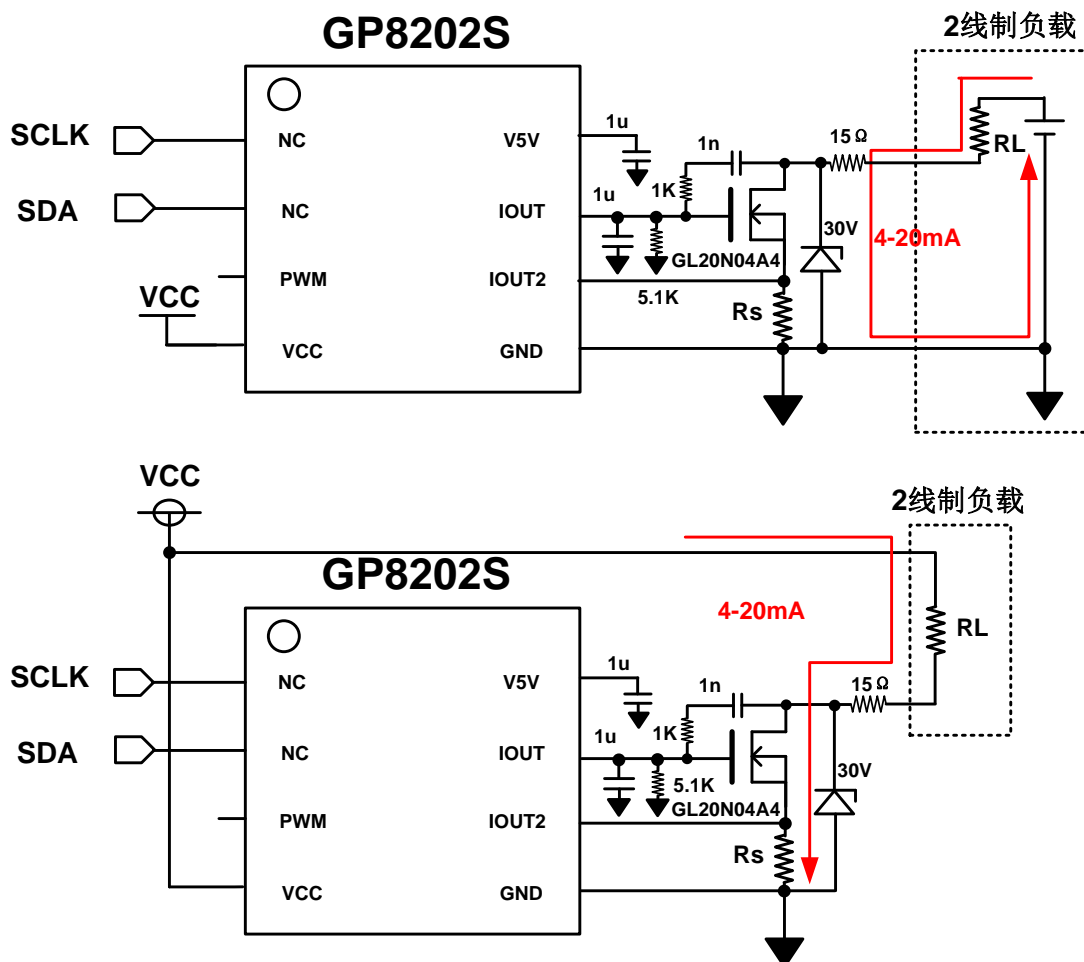 GP8202S
2线制负载
SCLK
SDA
VCC
NC
NC
PWM
VCC
V5V
IOUT
IOUT2
GND
1u
1n
1K
1u
5.1K
GL20N04A4
Rs
30V
15Ω
4-20mA
RL
VCC
GP8202S
2线制负载
SCLK
SDA
NC
NC
PWM
VCC
V5V
IOUT
IOUT2
GND
1u
1n
1K
1u
5.1K
GL20N04A4
Rs
30V
15Ω
4-20mA
RL